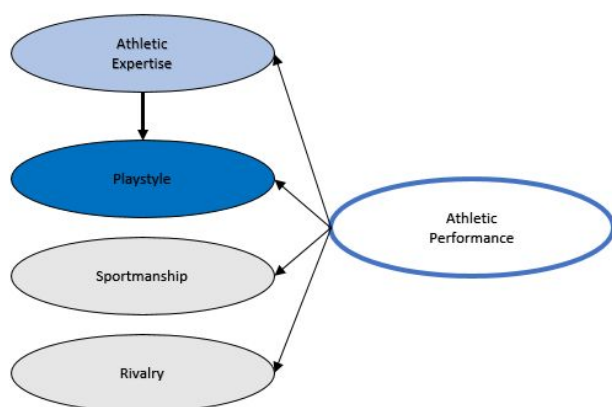 Athletic
Expertise
Playstyle
Athletic
Performance
Sportmanship
Rivalry